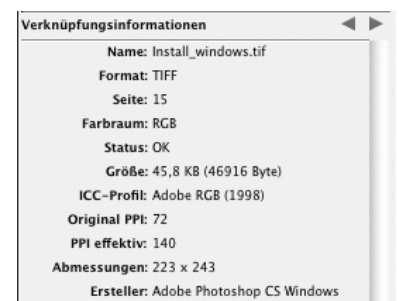 Verknüpfungsinformationen
Name: Install_windows.tif
Format: TIFF
Seite: 15
Farbraum: RGB
Status: OK
Größe: 45,8 KB (46916 Byte)
ICC-Profil: Adobe RGB (1998)
Original PPI: 72
PPI effektiv: 140
Abmessungen: 223 x 243
Ersteller: Adobe Photoshop CS Windows